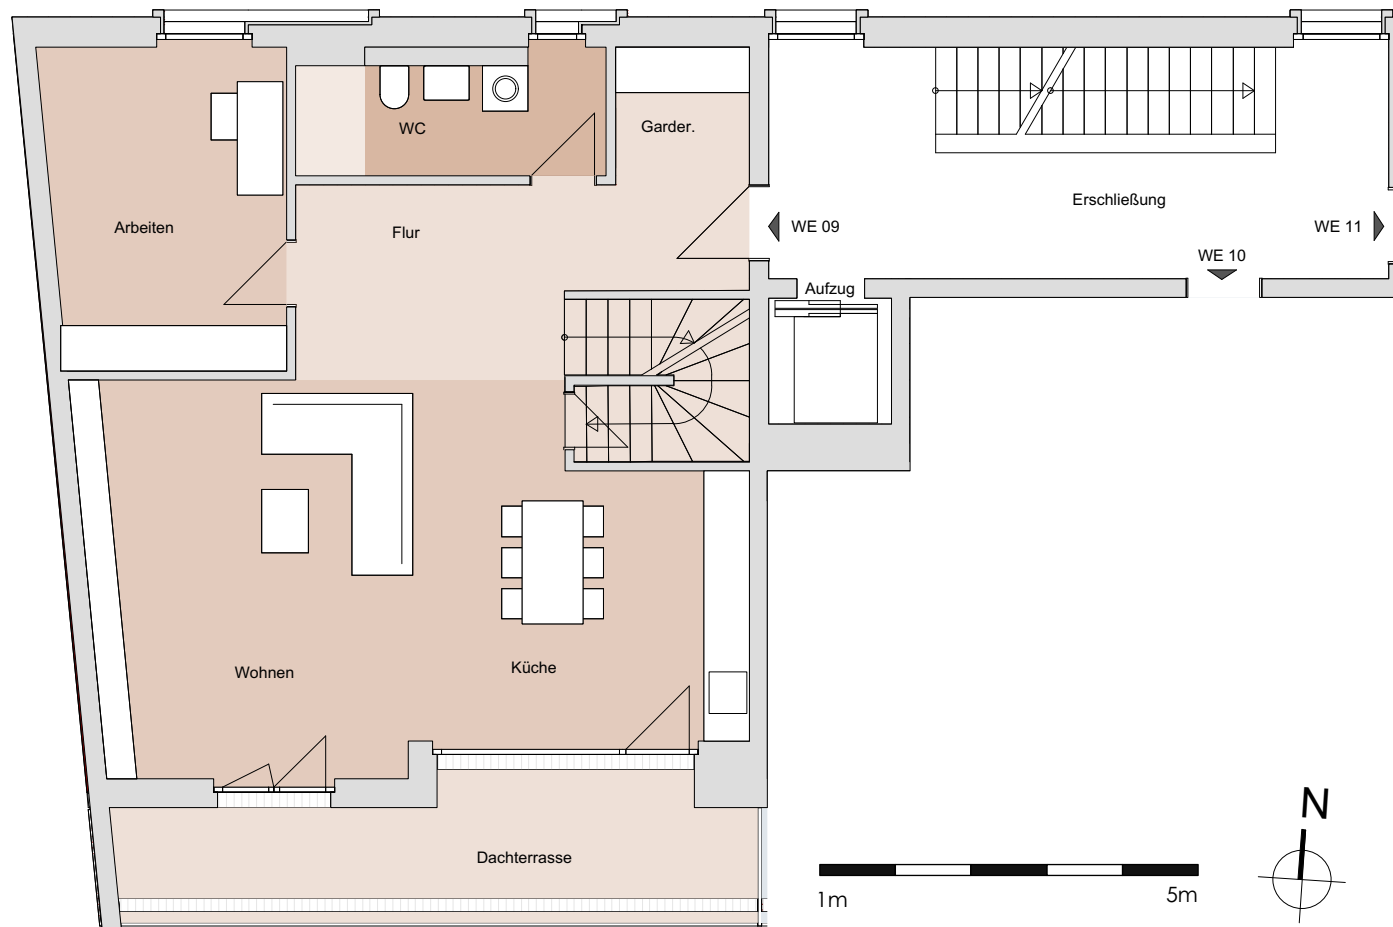 WC
Garder.
Arbeiten
Flur
Erschließung
WE 09
WE 11
WE 10
Aufzug
Wohnen
Küche
Dachterrasse
N
1m
5m